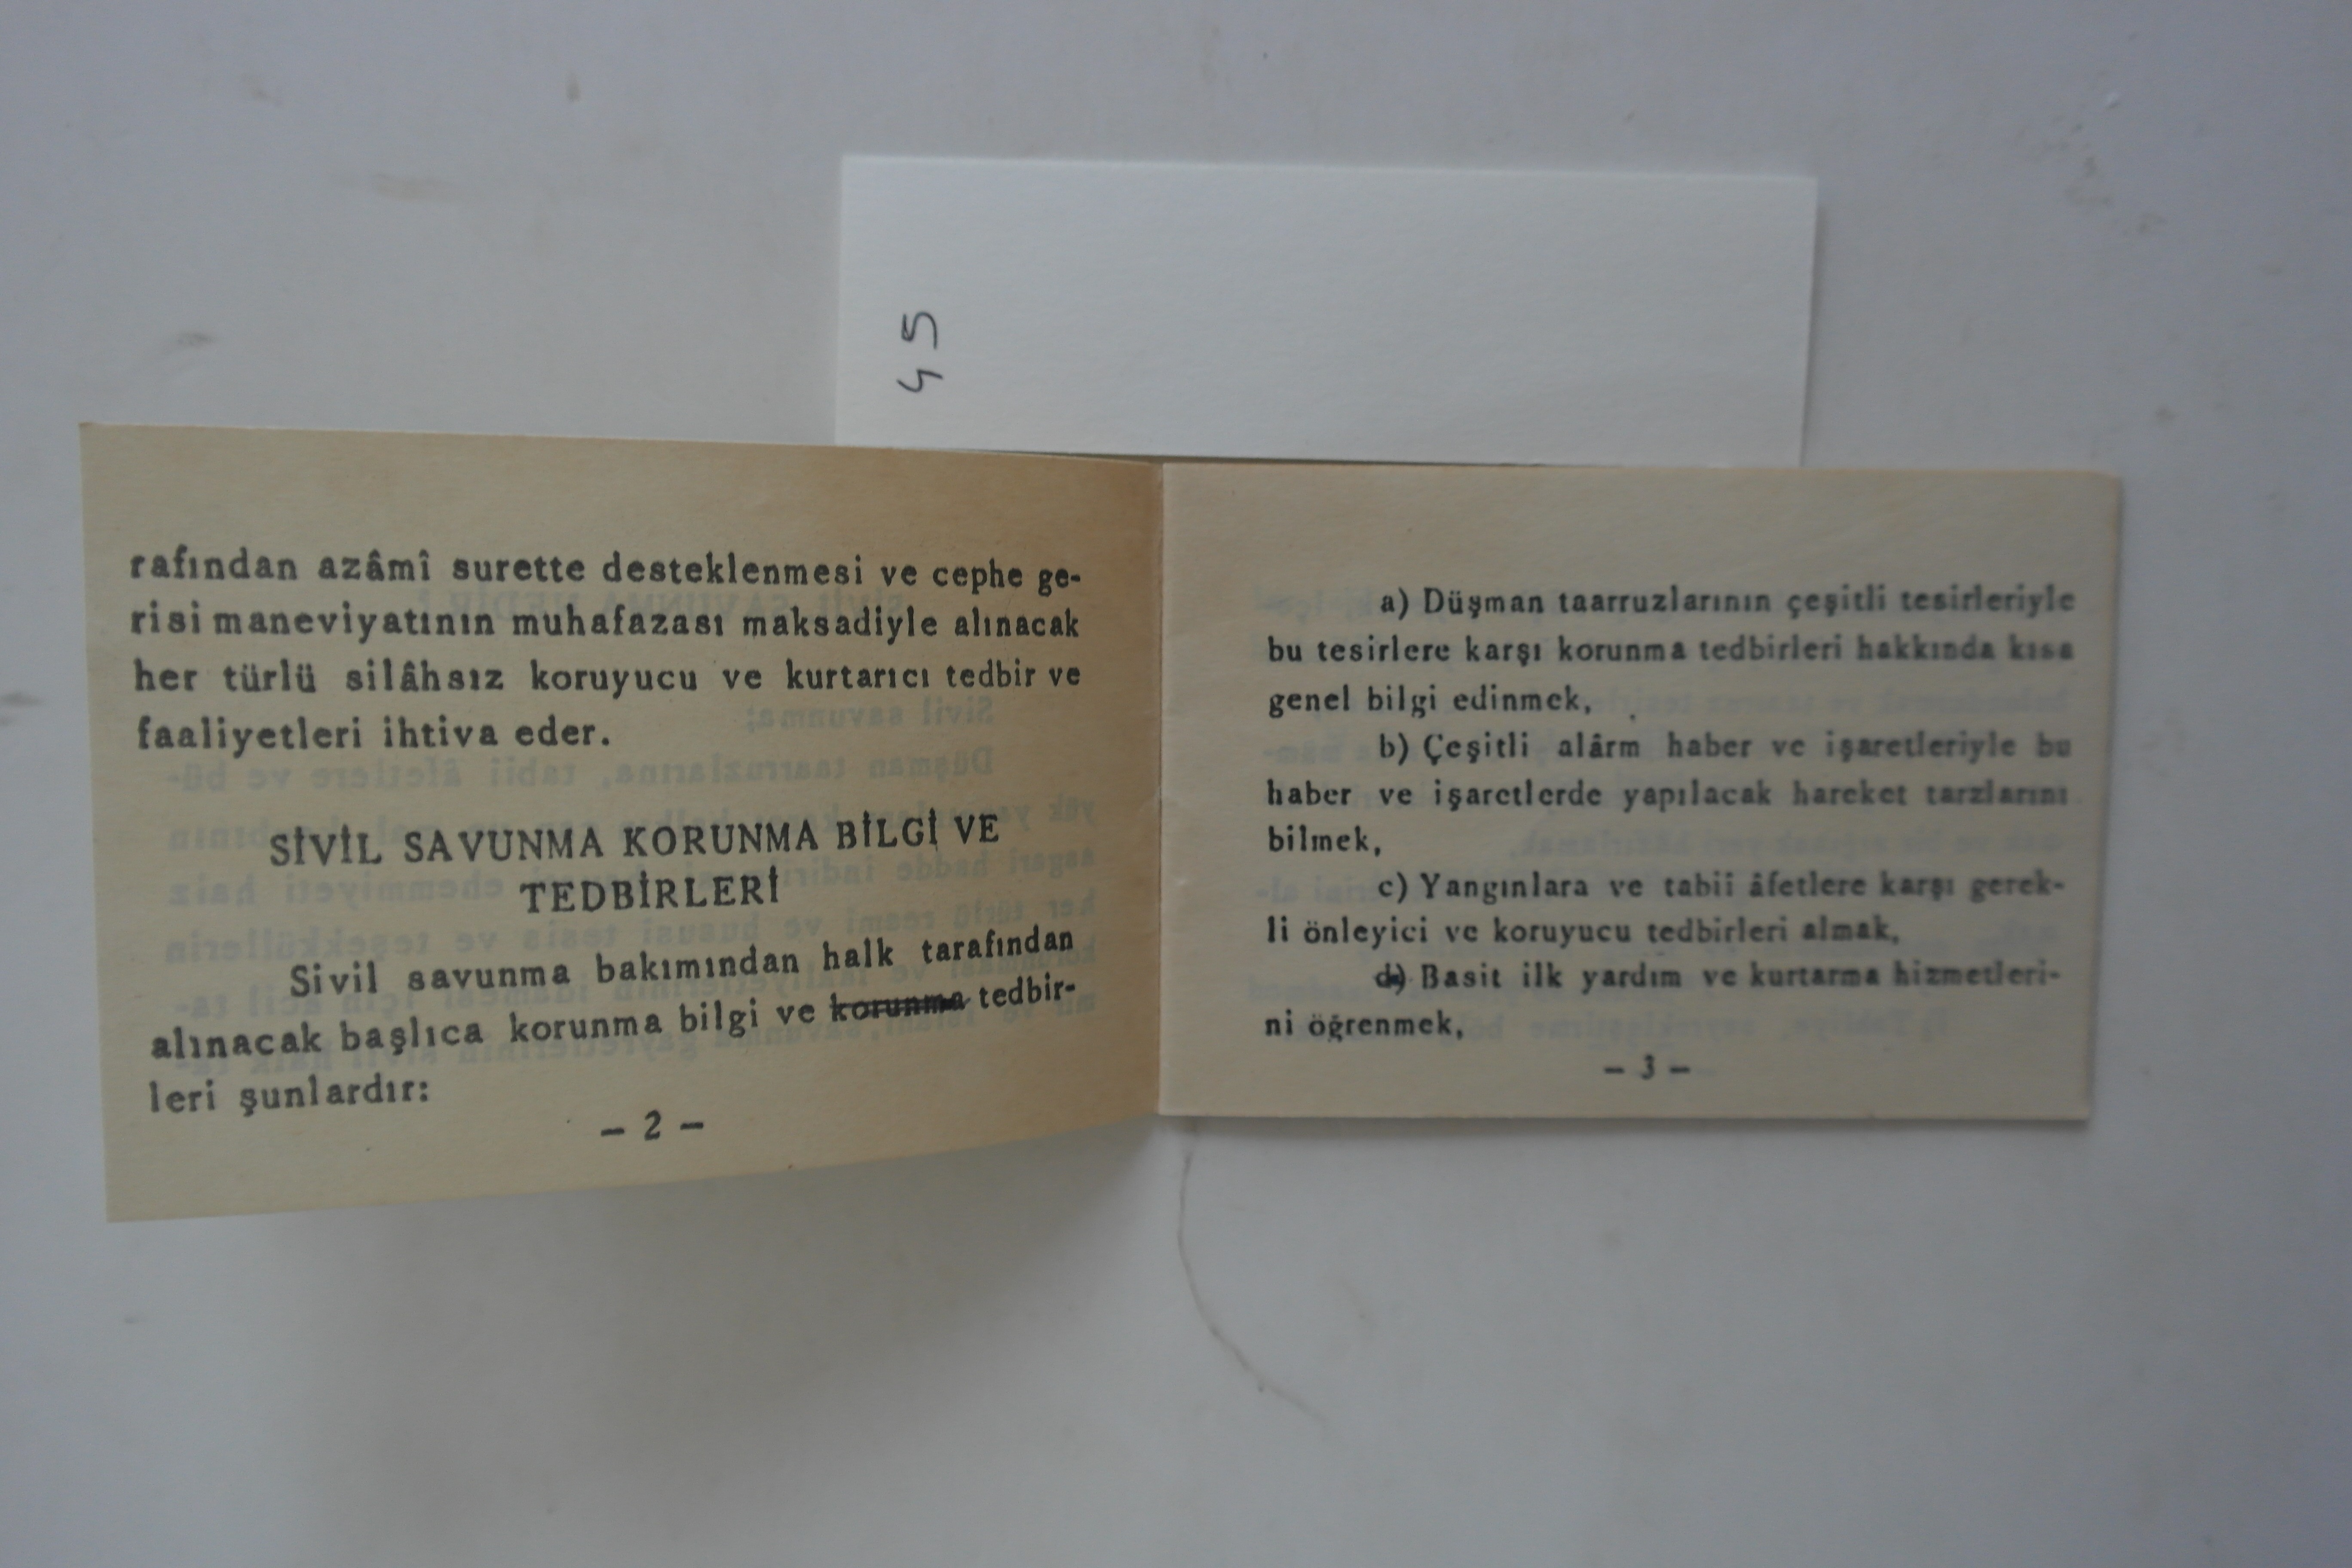 45
rafından azâmî surette desteklenmesi ve cephe ge-
risi maneviyatının muhafazası maksadiyle alınacak
her türlü silâhsız koruyucu ve kurtarıcı tedbir ve
faaliyetleri ihtiva eder.
SİVİL SAVUNMA KORUNMA BİLGİ VE
TEDBİRLERİ
Sivil savunma bakımından halk tarafından
alınacak başlıca korunma bilgi ve korunma tedbir-
leri şunlardır:
— 2 —
a) Düşman taarruzlarının çeşitli tesirleriyle
bu tesirlere karşı korunma tedbirleri hakkında kısa
genel bilgi edinmek,
b) Çeşitli alârm haber ve işaretleriyle bu
haber ve işaretlerde yapılacak hareket tarzlarını
bilmek,
c) Yangınlara ve tabiî âfetlere karşı gerek-
li önleyici ve koruyucu tedbirleri almak,
d) Basit ilk yardım ve kurtarma hizmetleri-
ni öğrenmek,
— 3 —